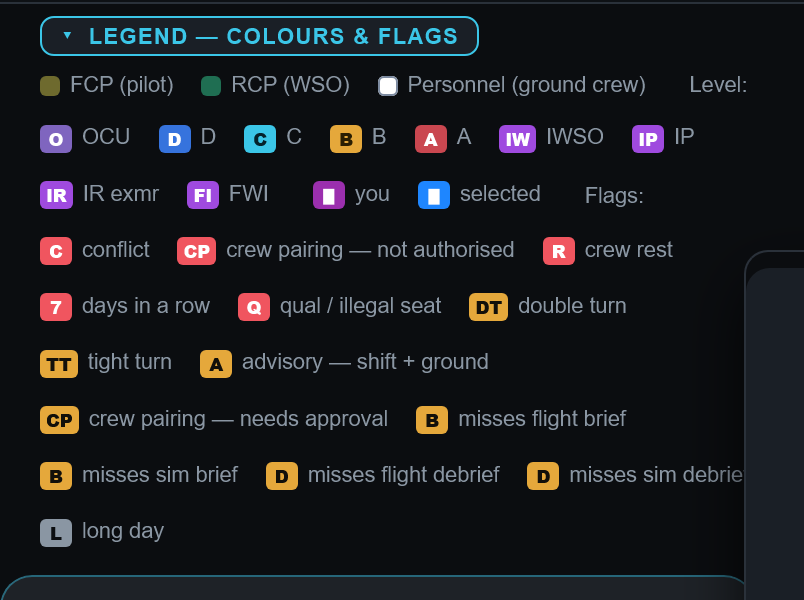 ▼ LEGEND — COLOURS & FLAGS
FCP (pilot) RCP (WSO) Personnel (ground crew) Level:
O OCU D D C C B B A A IW IWSO IP IP
IR IR exmr FI FWI you selected Flags:
C conflict CP crew pairing — not authorised R crew rest
7 days in a row Q qual / illegal seat DT double turn
TT tight turn A advisory — shift + ground
CP crew pairing — needs approval B misses flight brief
B misses sim brief D misses flight debrief D misses sim debrie
L long day